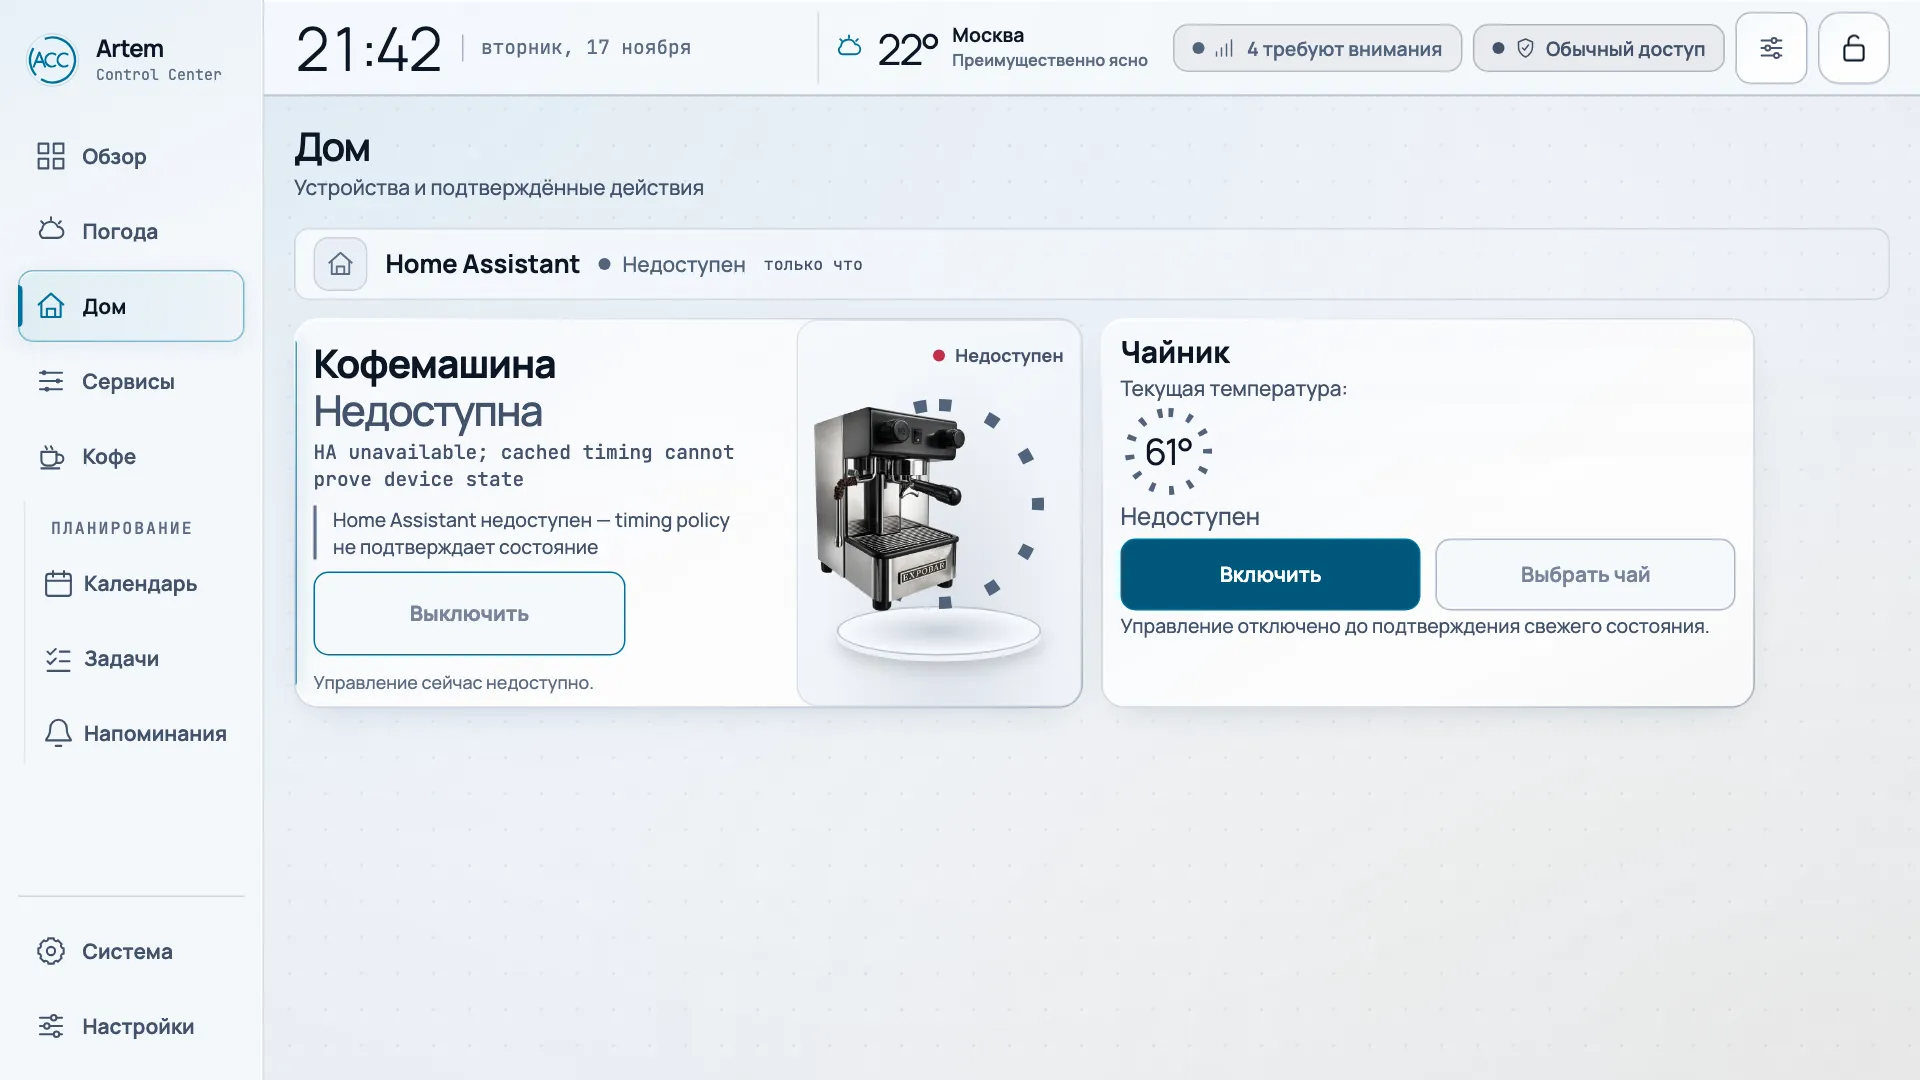 ACC
Artem
Control Center
21:42
вторник, 17 ноября
22°
Москва
Преимущественно ясно
4 требуют внимания
Обычный доступ
Обзор
Погода
Дом
Сервисы
Кофе
ПЛАНИРОВАНИЕ
Календарь
Задачи
Напоминания
Система
Настройки
Дом
Устройства и подтверждённые действия
Home Assistant
Недоступен
только что
Кофемашина
Недоступна
HA unavailable; cached timing cannot
prove device state
Home Assistant недоступен — timing policy
не подтверждает состояние
Выключить
Управление сейчас недоступно.
Недоступен
EXPOBAR
Чайник
Текущая температура:
61°
Недоступен
Включить
Выбрать чай
Управление отключено до подтверждения свежего состояния.